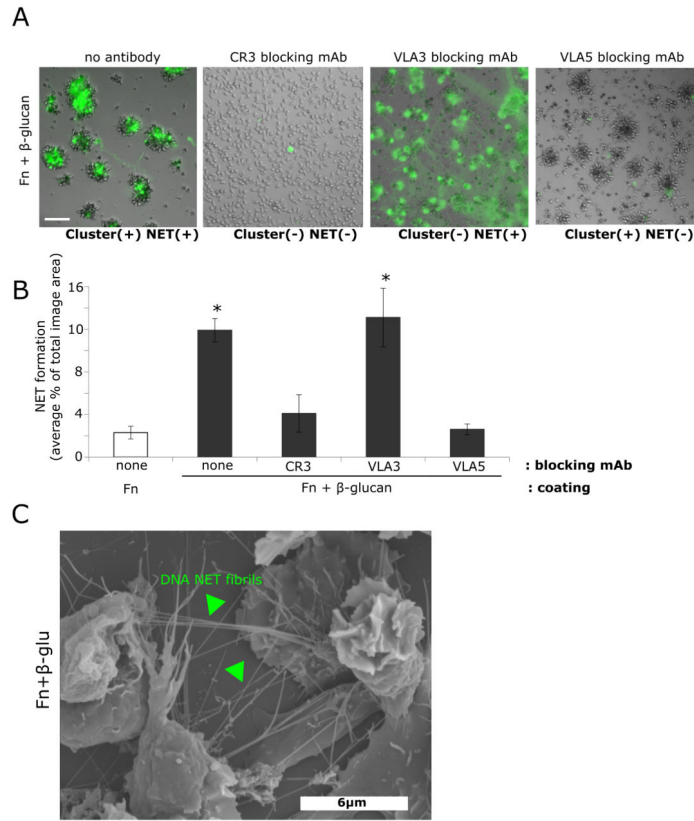 A
no antibody CR3 blocking mAb VLA3 blocking mAb VLA5 blocking mAb
Fn + β-glucan
Cluster(+) NET(+) Cluster(-) NET(-) Cluster(-) NET(+) Cluster(+) NET(-)
B
NET formation
(average % of total image area)
16
10
8
4
0
* *
none none CR3 VLA3 VLA5 : blocking mAb
Fn Fn + β-glucan : coating
C
DNA NET fibrils
Fn+β-glu
6μm